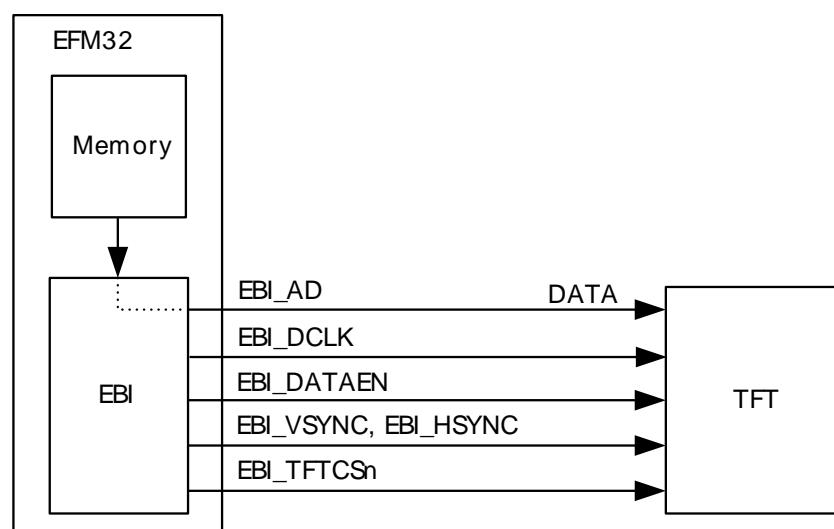 EFM32
Memory
EBI_AD DATA
EBI_DCLK
EBI_DATAEN
EBI EBI_VSYNC, EBI_HSYNC TFT
EBI_TFTCSn